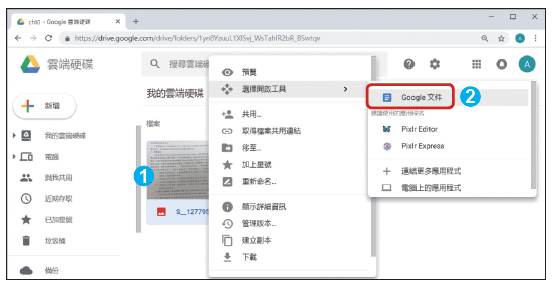 ch10 - Google 雲端硬碟
https://drive.google.com/drive/folders/1yn8YzuuL1XISvj_WsTahIR2bR_BSwtqv
雲端硬碟
搜尋雲端硬
A
新增
我的雲端硬碟
電腦
與我共用
近期存取
已加星號
垃圾桶
備份
我的雲端硬碟
檔案
1
S__127795
預覽
選擇開啟工具
共用...
取得檔案共用連結
移至...
加上星號
重新命名...
顯示詳細資訊
管理版本...
建立副本
下載
Google 文件
2
建議使用的應用程式
Pixlr Editor
Pixlr Express
連結更多應用程式
電腦上的應用程式